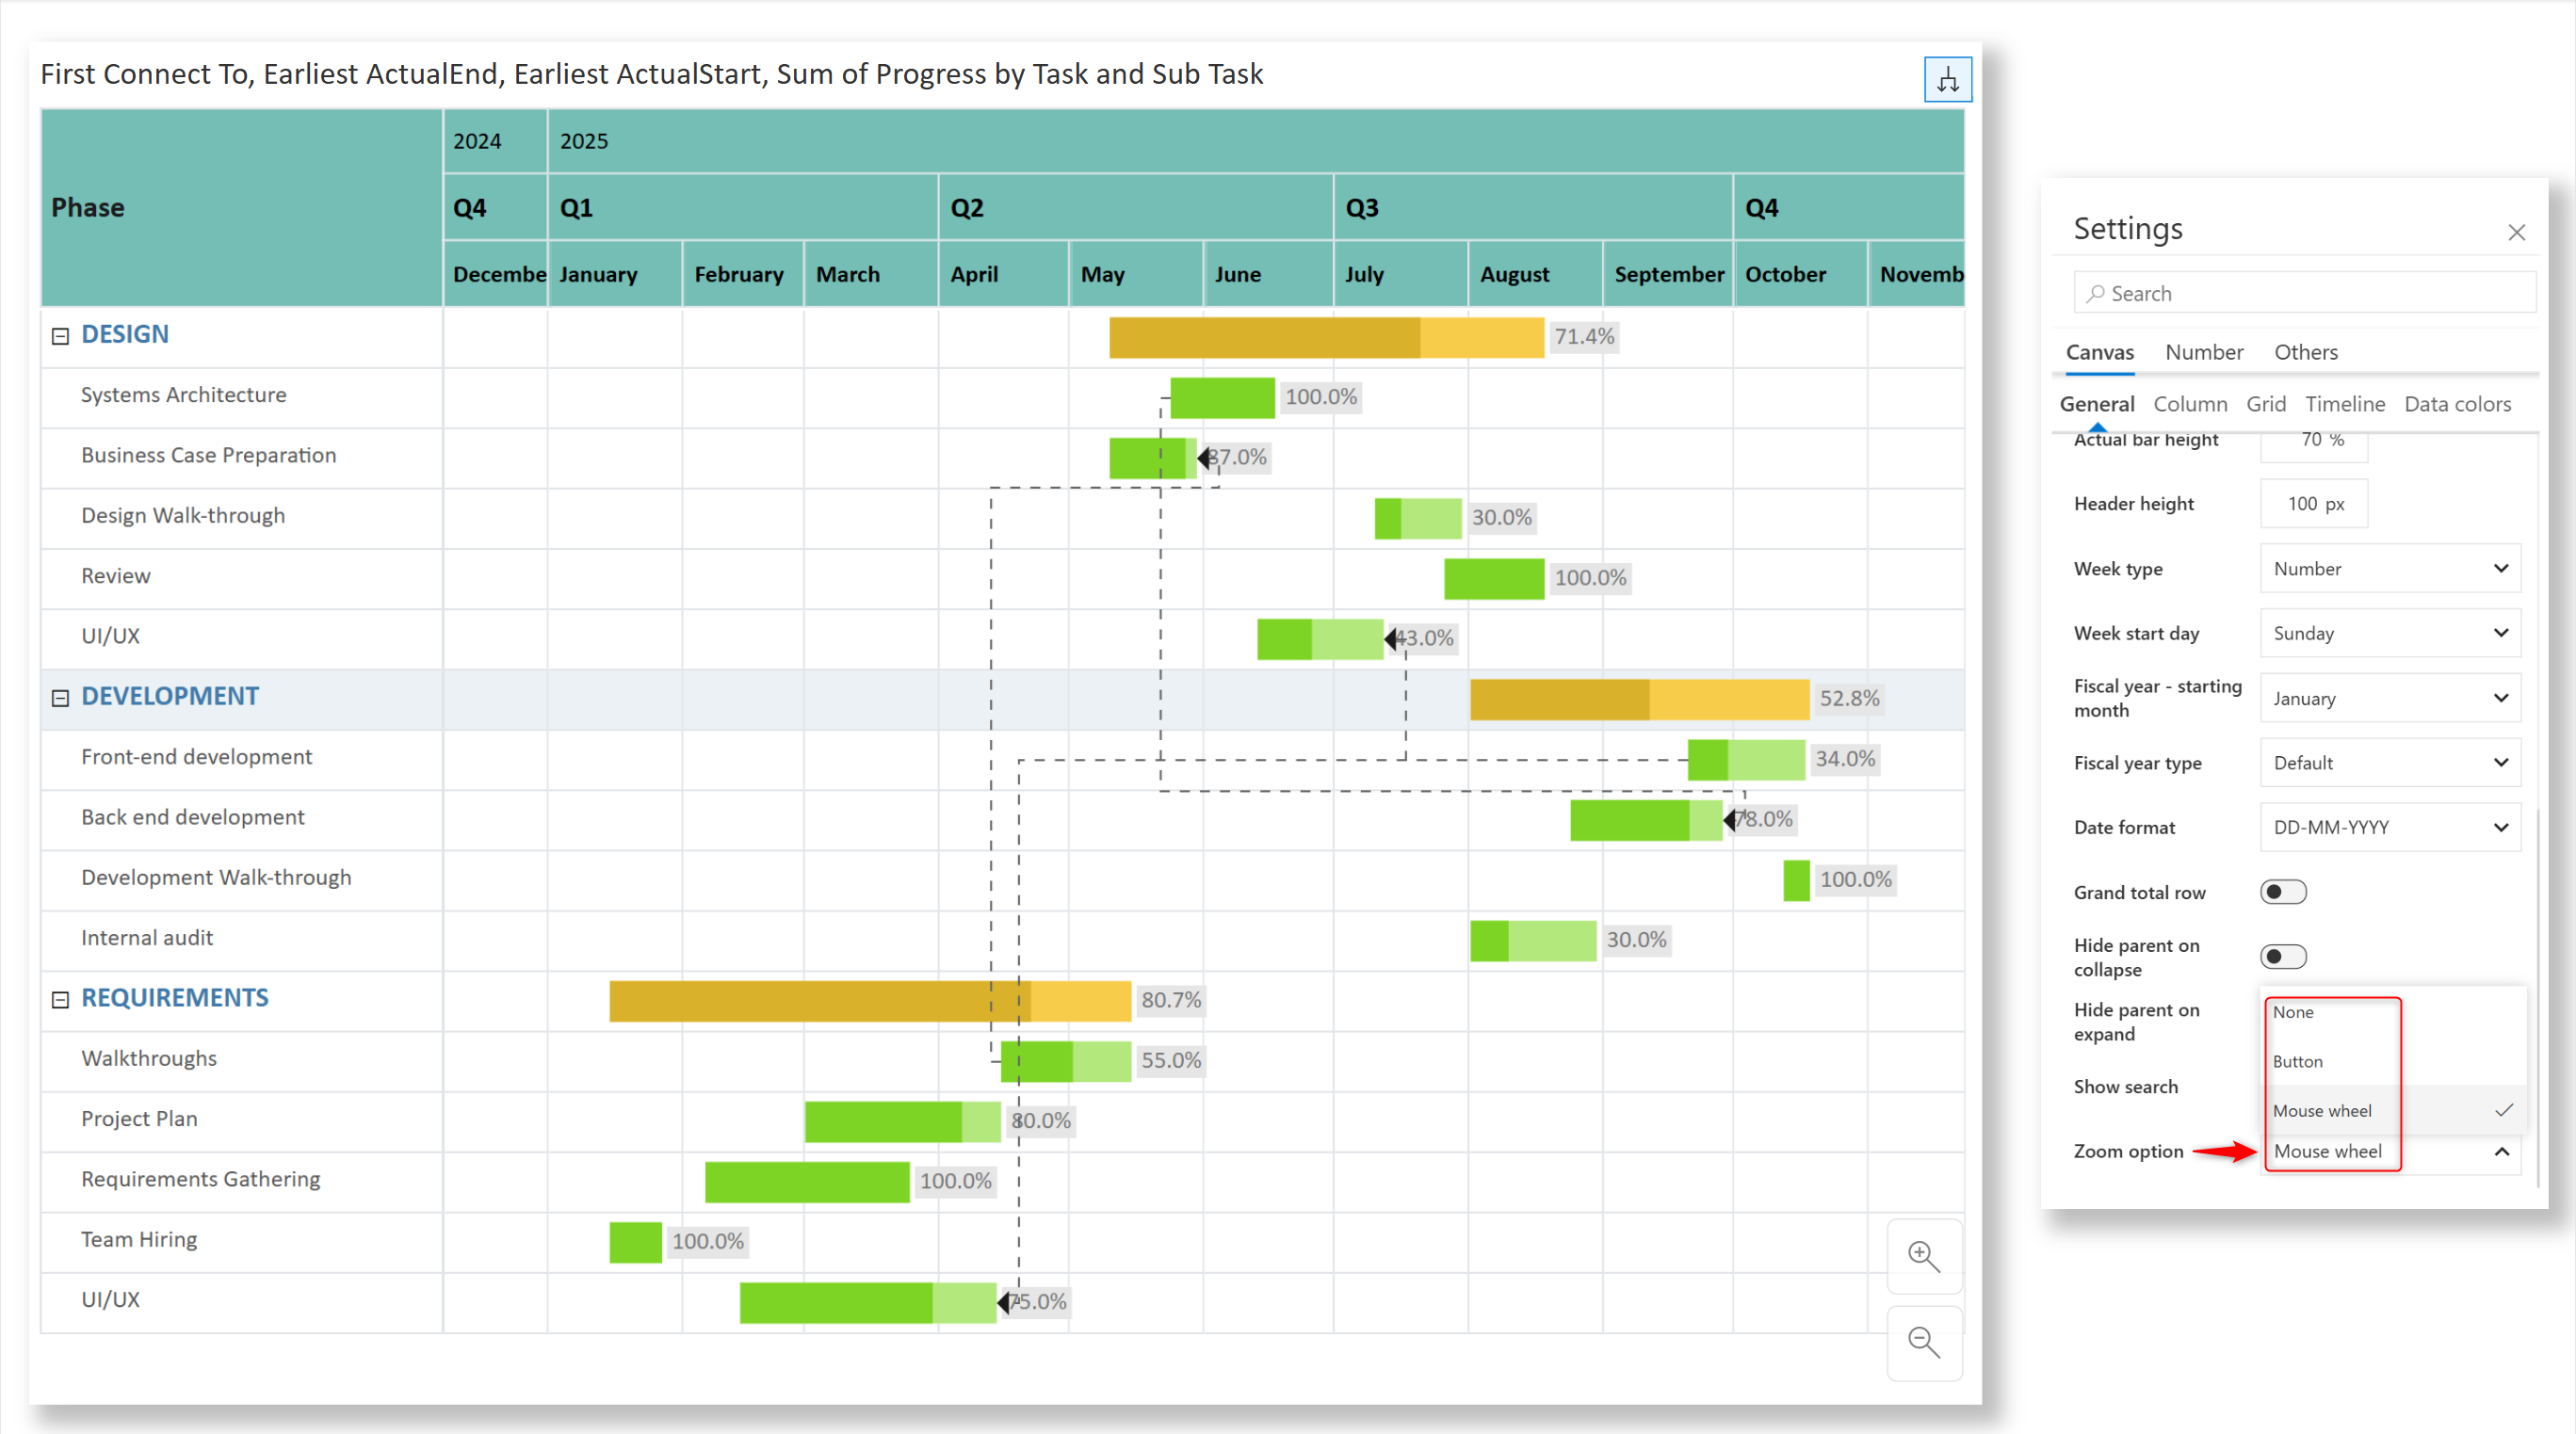 First Connect To, Earliest ActualEnd, Earliest ActualStart, Sum of Progress by Task and Sub Task
Phase
2024 2025
Q4 Q1 Q2 Q3 Q4
Decembe January February March April May June July August September October Novemb
DESIGN 71.4%
Systems Architecture 100.0%
Business Case Preparation 87.0%
Design Walk-through 30.0%
Review 100.0%
UI/UX 43.0%
DEVELOPMENT 52.8%
Front-end development 34.0%
Back end development 78.0%
Development Walk-through 100.0%
Internal audit 30.0%
REQUIREMENTS 80.7%
Walkthroughs 55.0%
Project Plan 80.0%
Requirements Gathering 100.0%
Team Hiring 100.0%
UI/UX 75.0%
Settings
Search
Canvas Number Others
General Column Grid Timeline Data colors
Actual bar height 70 %
Header height 100 px
Week type Number
Week start day Sunday
Fiscal year - starting
month January
Fiscal year type Default
Date format DD-MM-YYYY
Grand total row
Hide parent on
collapse
Hide parent on
expand
Show search
None
Button
Mouse wheel
Zoom option Mouse wheel